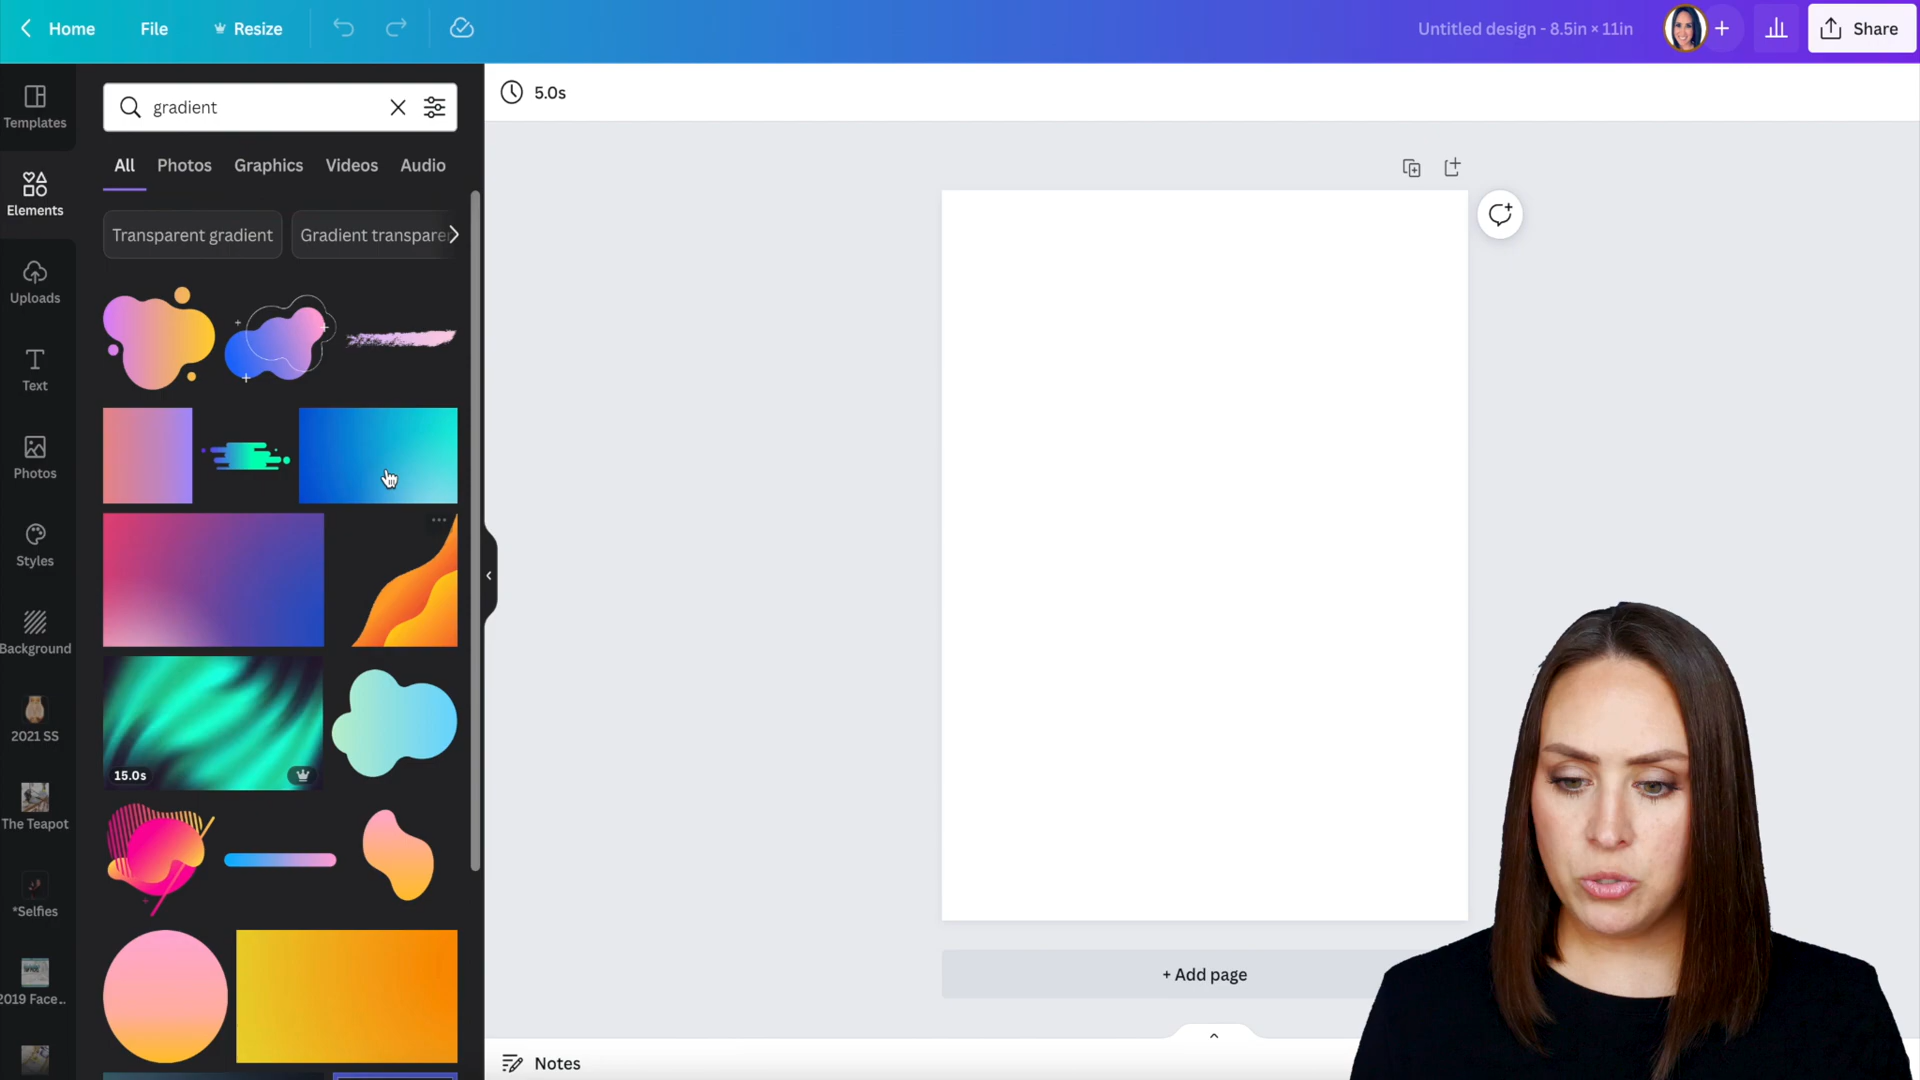 Home File Resize
Untitled design - 8.5in × 11in
Share
Templates
Elements
Uploads
Text
Photos
Styles
Background
2021 SS
The Teapot
*Selfies
2019 Face...
gradient
All Photos Graphics Videos Audio
Transparent gradient Gradient transpare
15.0s
5.0s
+ Add page
Notes